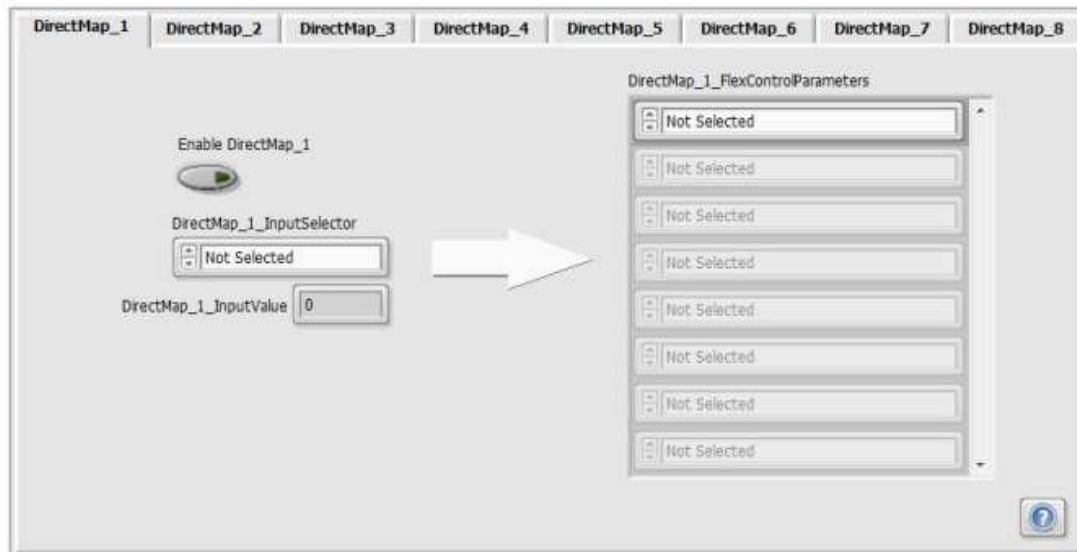 DirectMap_1 DirectMap_2 DirectMap_3 DirectMap_4 DirectMap_5 DirectMap_6 DirectMap_7 DirectMap_8
DirectMap_1_FlexControlParameters
Not Selected
Enable DirectMap_1
Not Selected
DirectMap_1_InputSelector
Not Selected
Not Selected
Not Selected
DirectMap_1_InputValue 0
Not Selected
Not Selected
Not Selected
Not Selected
?